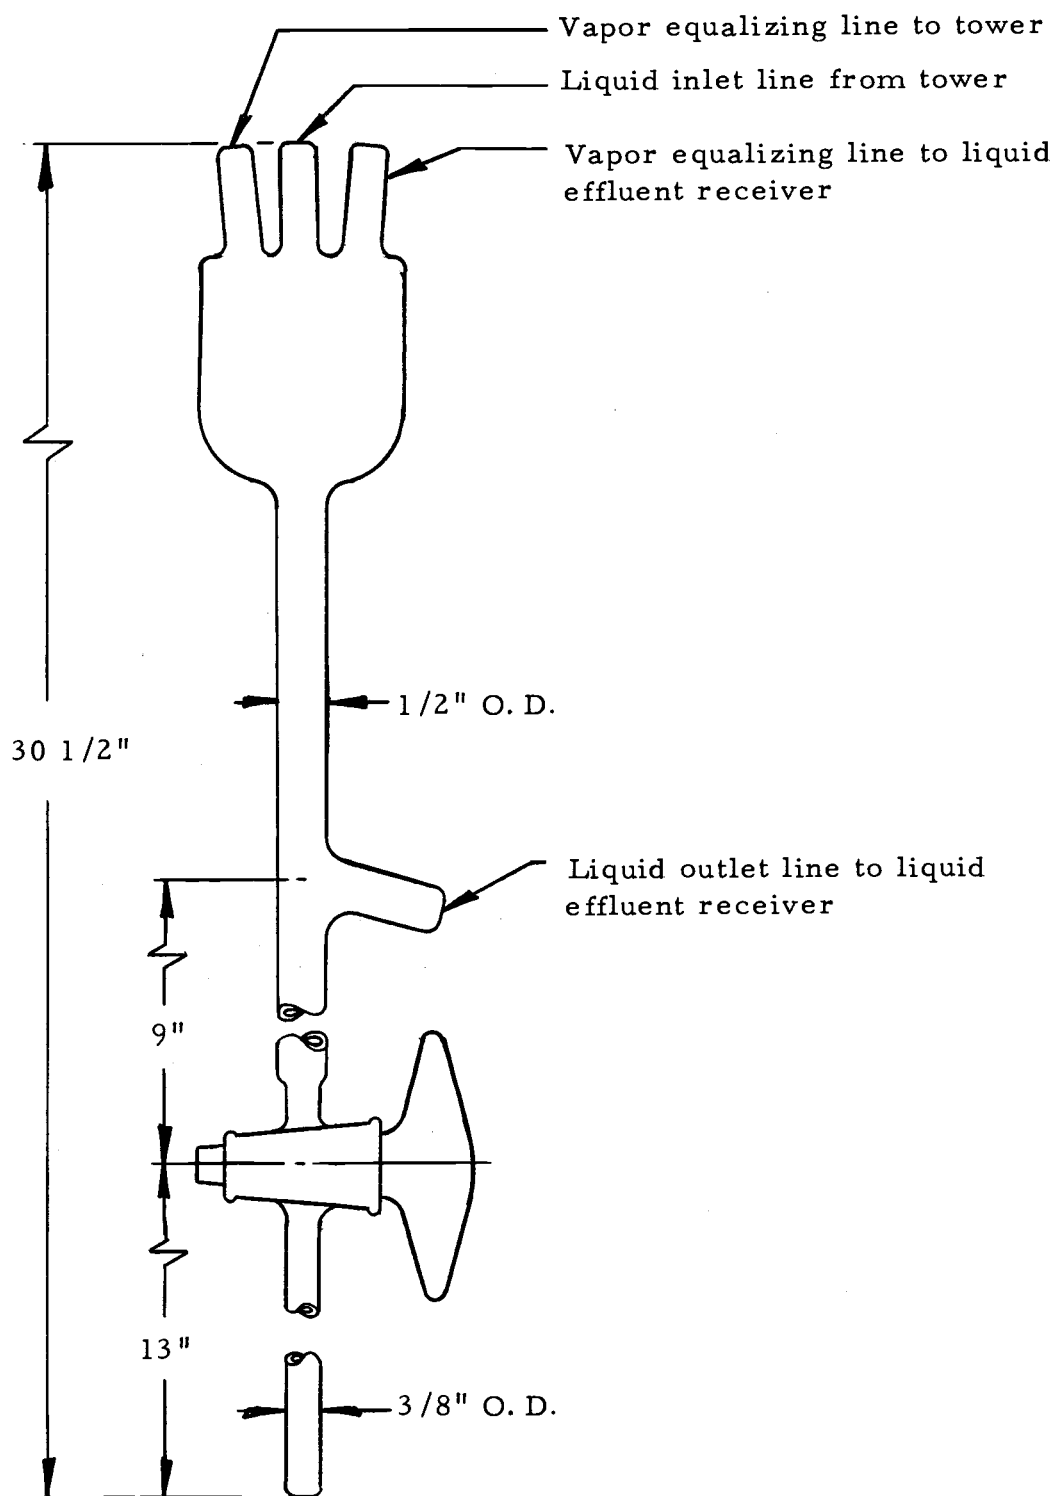 Vapor equalizing line to tower
Liquid inlet line from tower
Vapor equalizing line to liquid
effluent receiver
1/2" O. D.
30 1/2"
Liquid outlet line to liquid
effluent receiver
9"
13"
3/8" O. D.